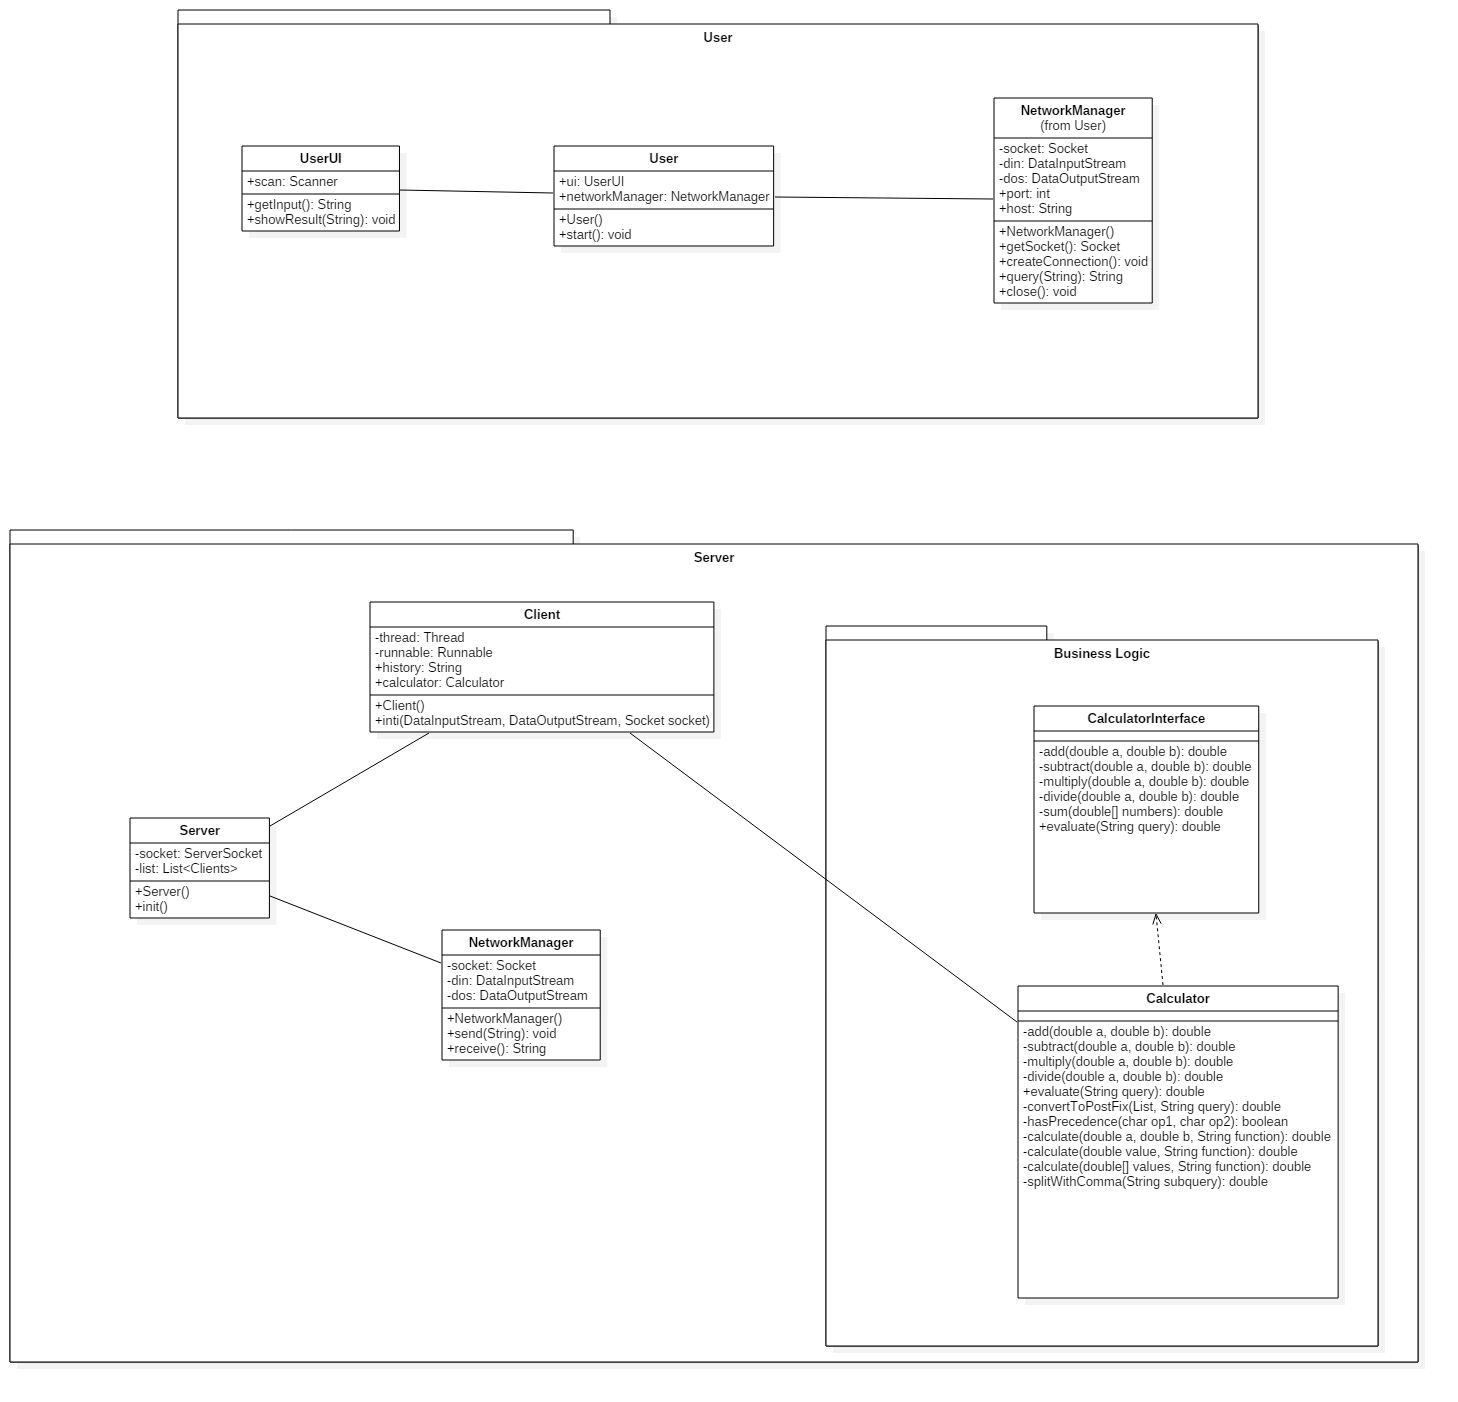 User
UserUI
+scan: Scanner
+getInput(): String
+showResult(String): void
User
+ui: UserUI
+networkManager: NetworkManager
+User()
+start(): void
NetworkManager
(from User)
-socket: Socket
-din: DataInputStream
-dos: DataOutputStream
+port: int
+host: String
+NetworkManager()
+getSocket(): Socket
+createConnection(): void
+query(String): String
+close(): void
Server
Client
-thread: Thread
-runnable: Runnable
+history: String
+calculator: Calculator
+Client()
+inti(DataInputStream, DataOutputStream, Socket socket)
Server
-socket: ServerSocket
-list: List<Clients>
+Server()
+init()
NetworkManager
-socket: Socket
-din: DataInputStream
-dos: DataOutputStream
+NetworkManager()
+send(String): void
+receive(): String
Business Logic
CalculatorInterface
-add(double a, double b): double
-subtract(double a, double b): double
-multiply(double a, double b): double
-divide(double a, double b): double
-sum(double[] numbers): double
+evaluate(String query): double
Calculator
-add(double a, double b): double
-subtract(double a, double b): double
-multiply(double a, double b): double
-divide(double a, double b): double
+evaluate(String query): double
-convertToPostFix(List, String query): double
-hasPrecedence(char op1, char op2): boolean
-calculate(double a, double b, String function): double
-calculate(double value, String function): double
-calculate(double[] values, String function): double
-splitWithComma(String subquery): double